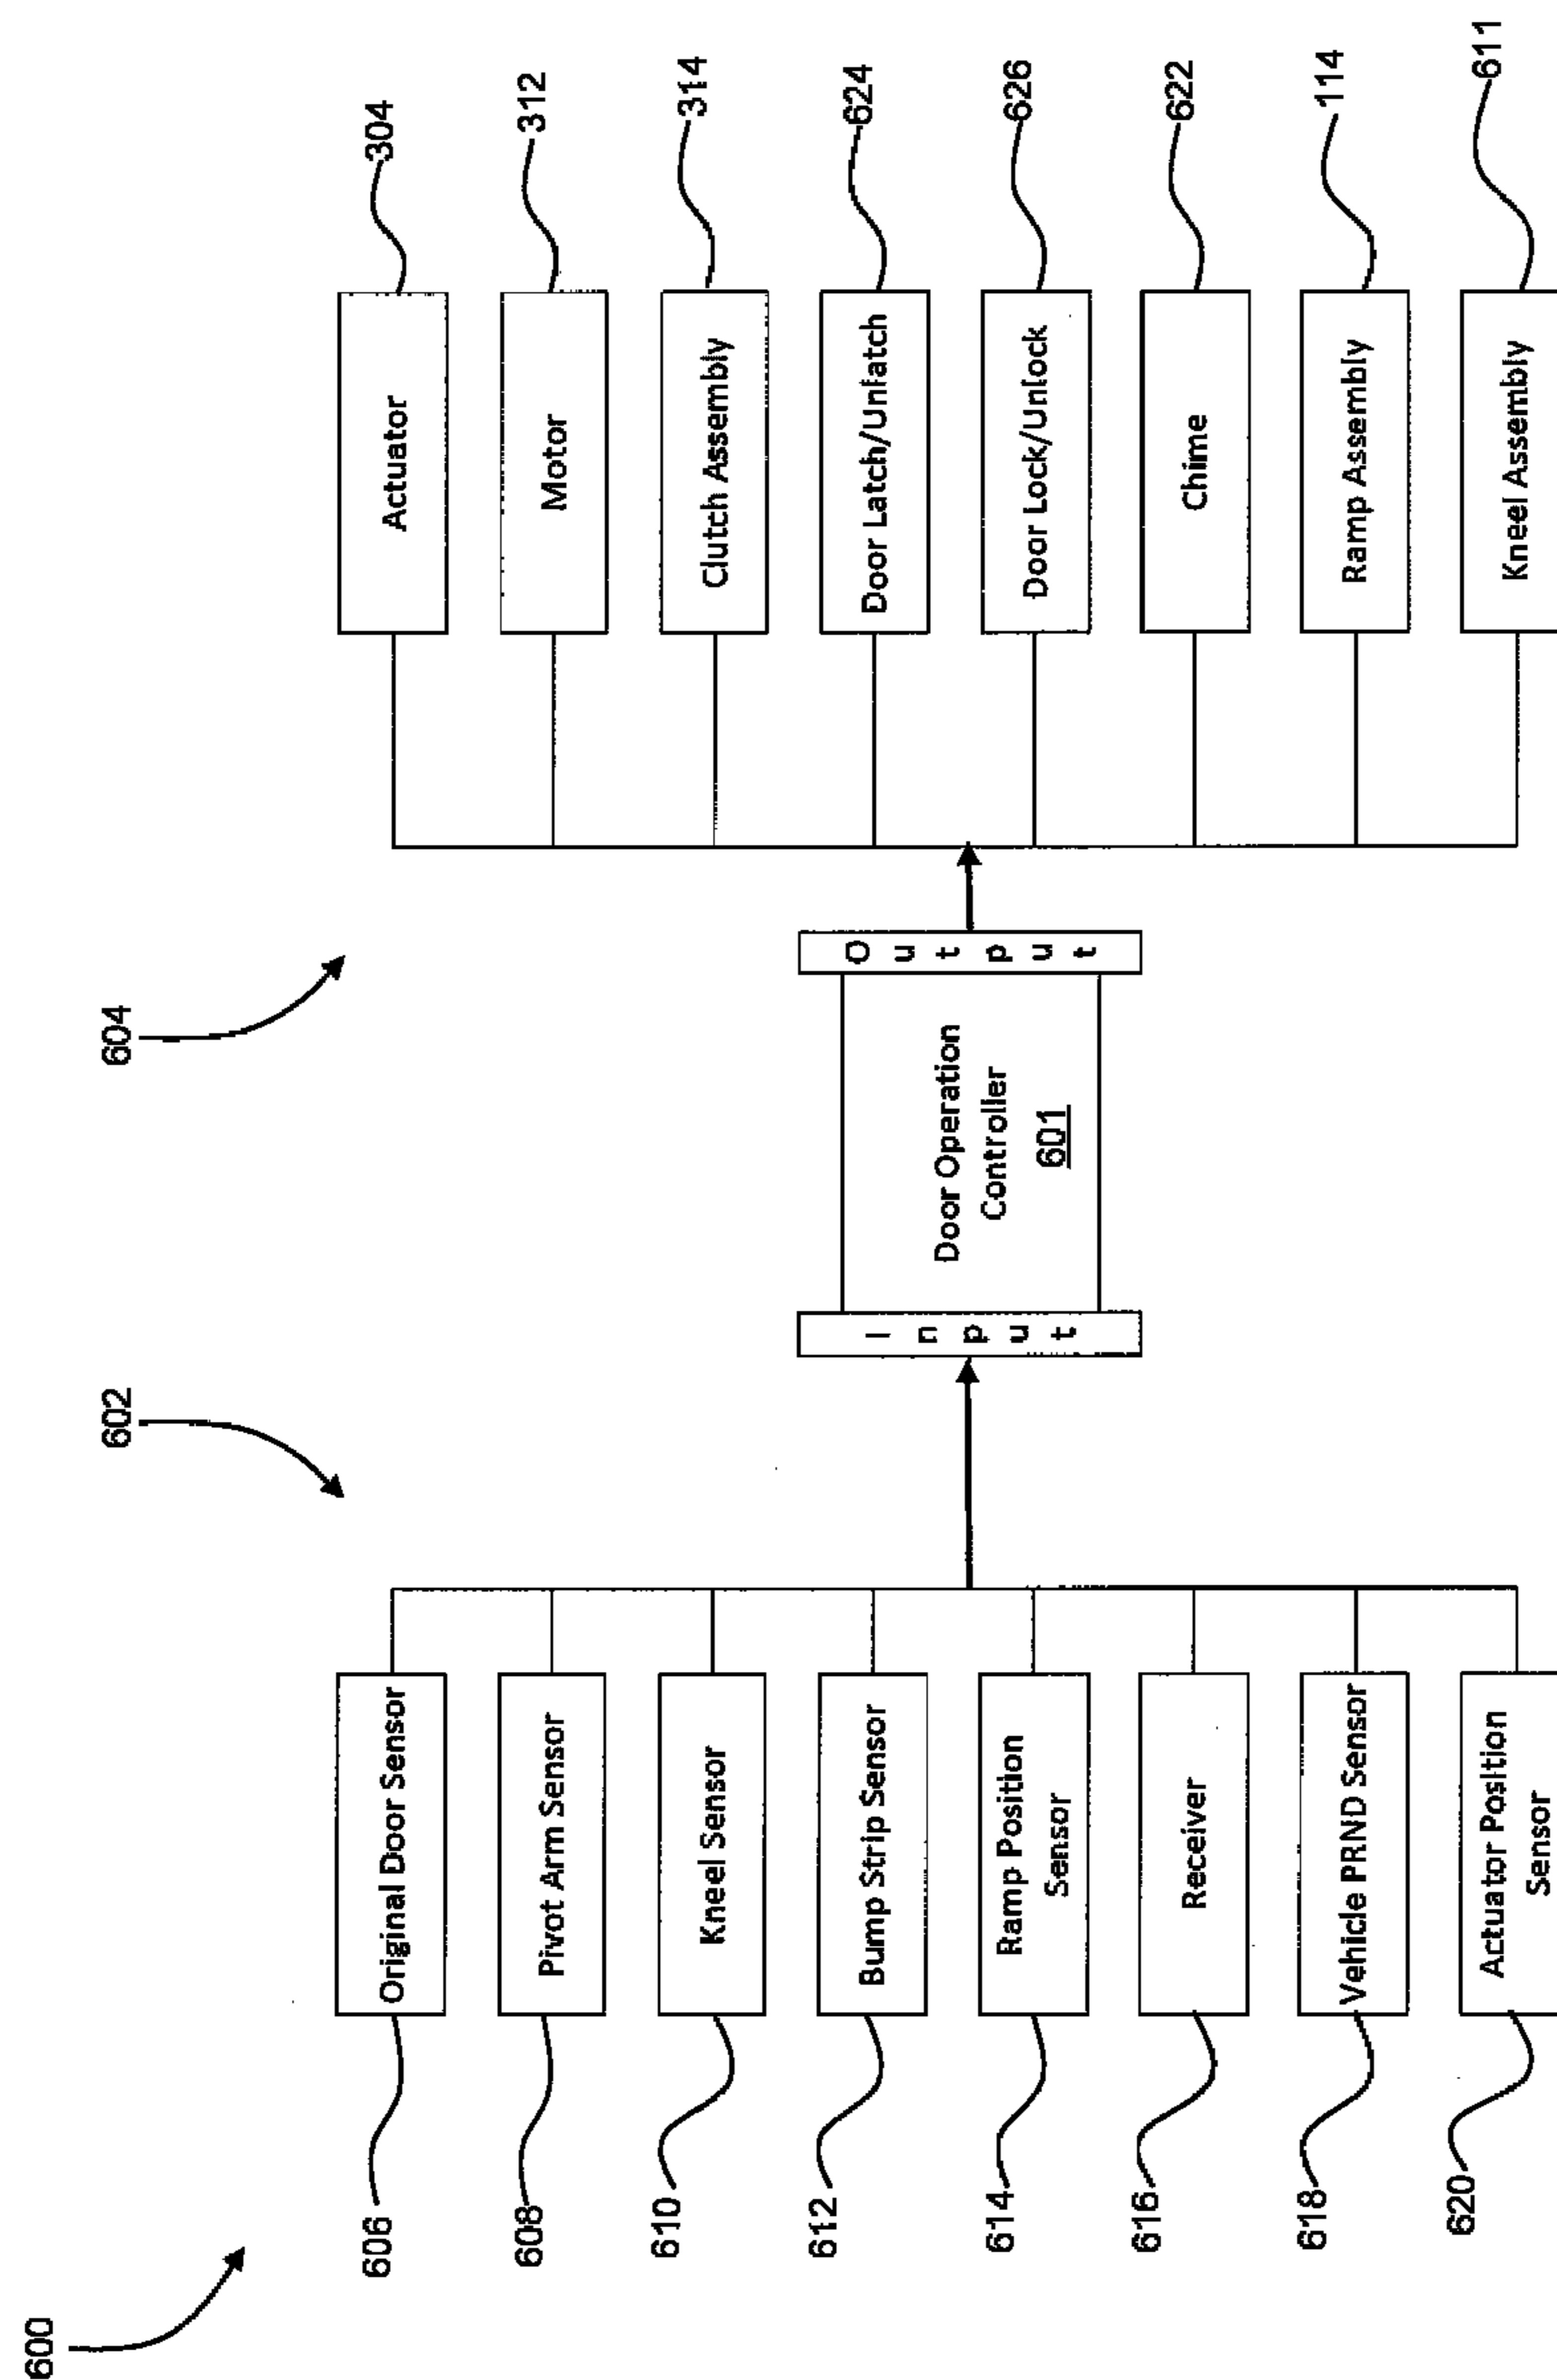 600
602
604
606
Original Door Sensor
608
Pivot Arm Sensor
610
Kneel Sensor
612
Bump Strip Sensor
614
Ramp Position
Sensor
616
Receiver
618
Vehicle PRND Sensor
620
Actuator Position
Sensor
Input
Door Operation
Controller
601
Output
Actuator
304
Motor
312
Clutch Assembly
314
Door Latch/Unlatch
624
Door Lock/Unlock
626
Chime
622
Ramp Assembly
114
Kneel Assembly
611